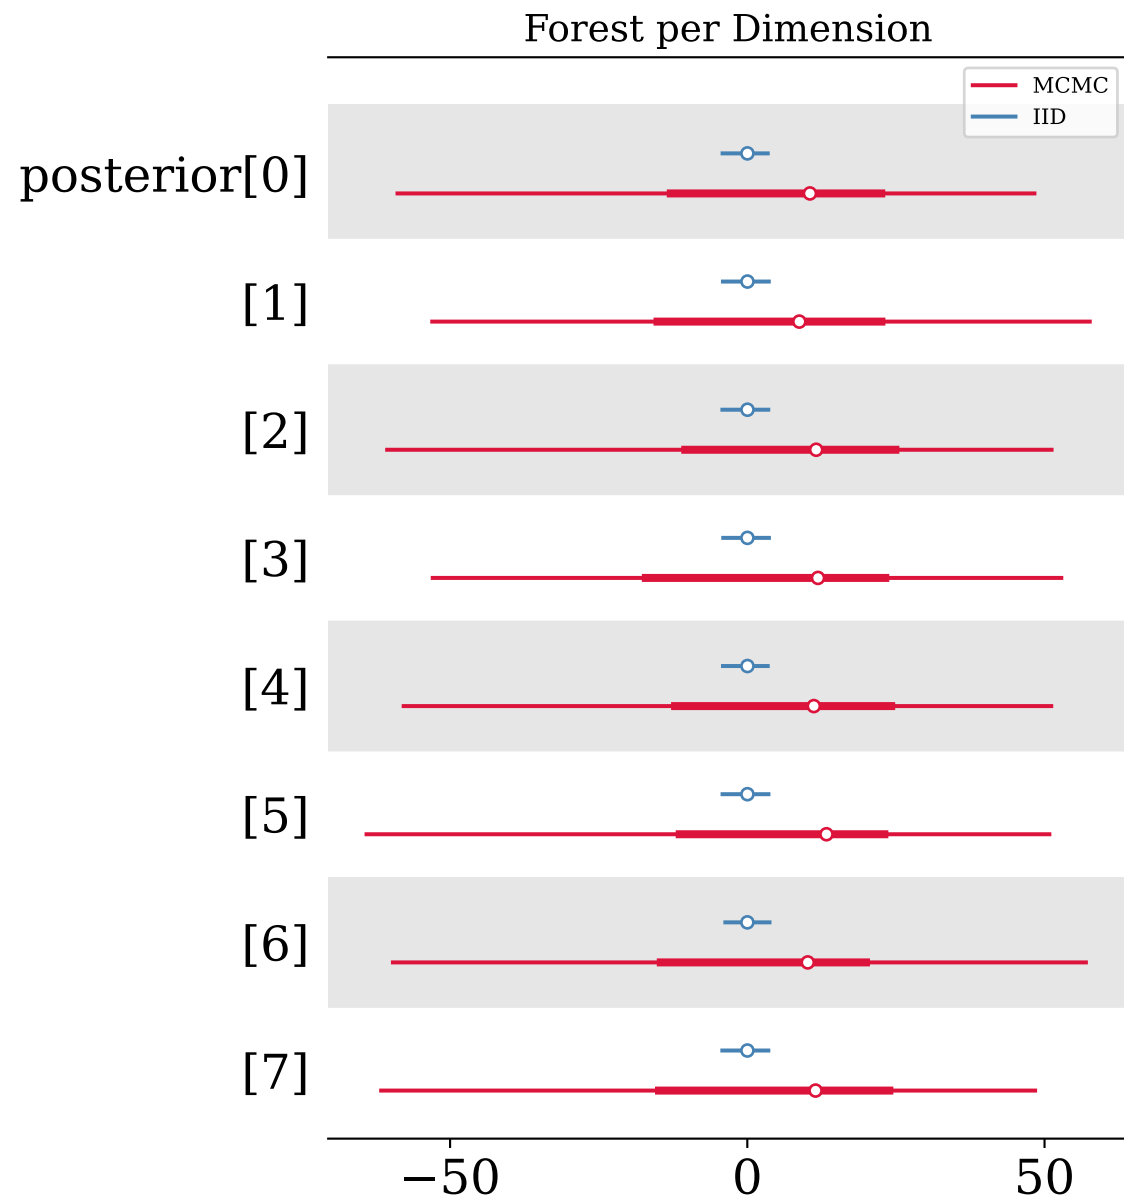 Forest per Dimension
MCMC
IID
posterior[0]
[1]
[2]
[3]
[4]
[5]
[6]
[7]
−50 0 50